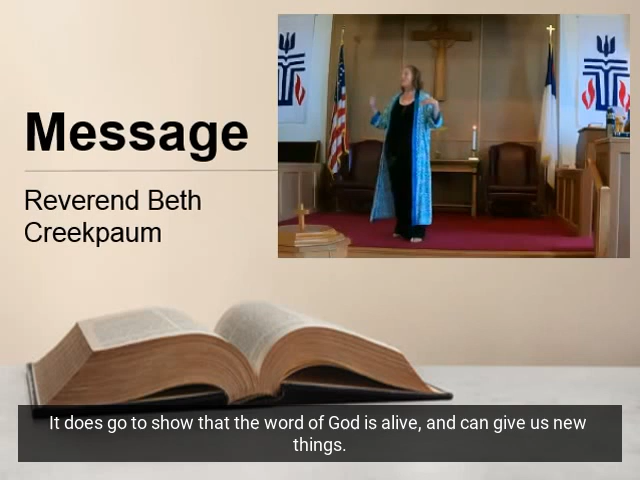 Message
Reverend Beth
Creekpaum
It does go to show that the word of God is alive, and can give us new
things.